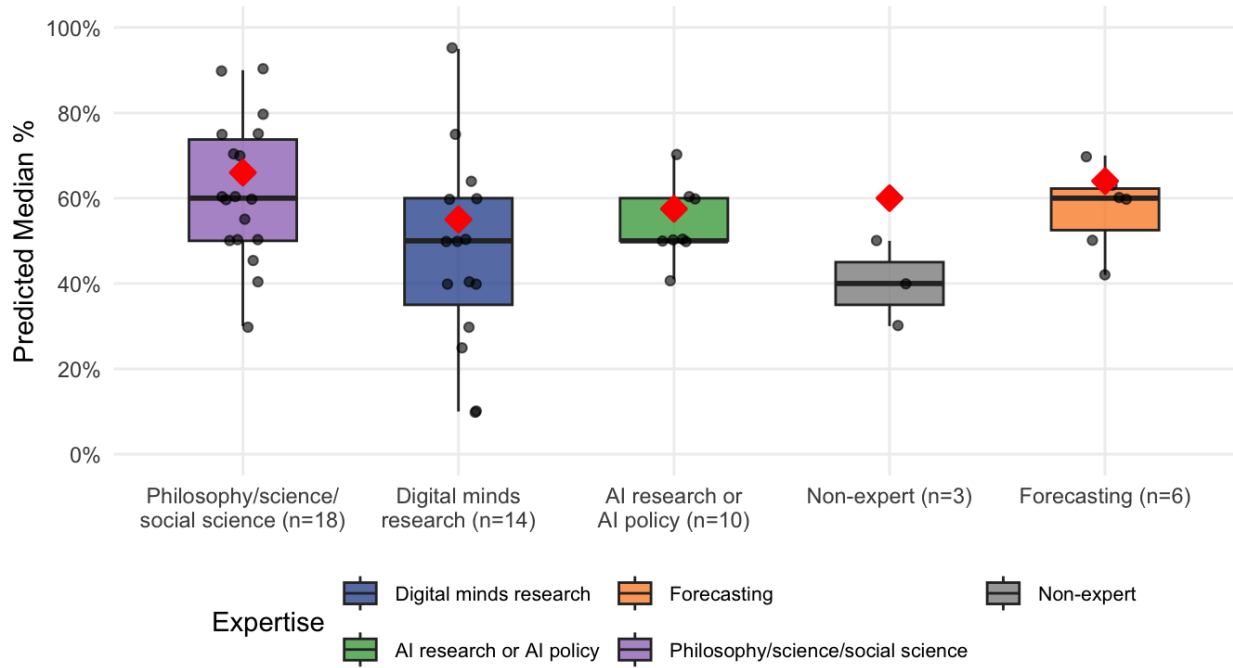 100%
80%
60%
40%
20%
0%
Predicted Median %
Philosophy/science/
social science (n=18)
Digital minds
research (n=14)
AI research or
AI policy (n=10)
Non-expert (n=3)
Forecasting (n=6)
Expertise
Digital minds research
Forecasting
Non-expert
AI research or AI policy
Philosophy/science/social science